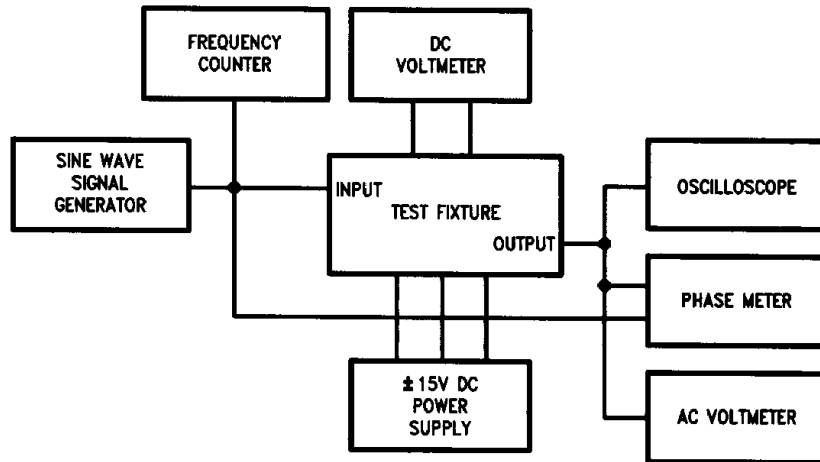 FREQUENCY
COUNTER
DC
VOLTMETER
SINE WAVE
SIGNAL
GENERATOR
INPUT
TEST FIXTURE
OUTPUT
OSCILLOSCOPE
PHASE METER
±15V DC
POWER
SUPPLY
AC VOLTMETER